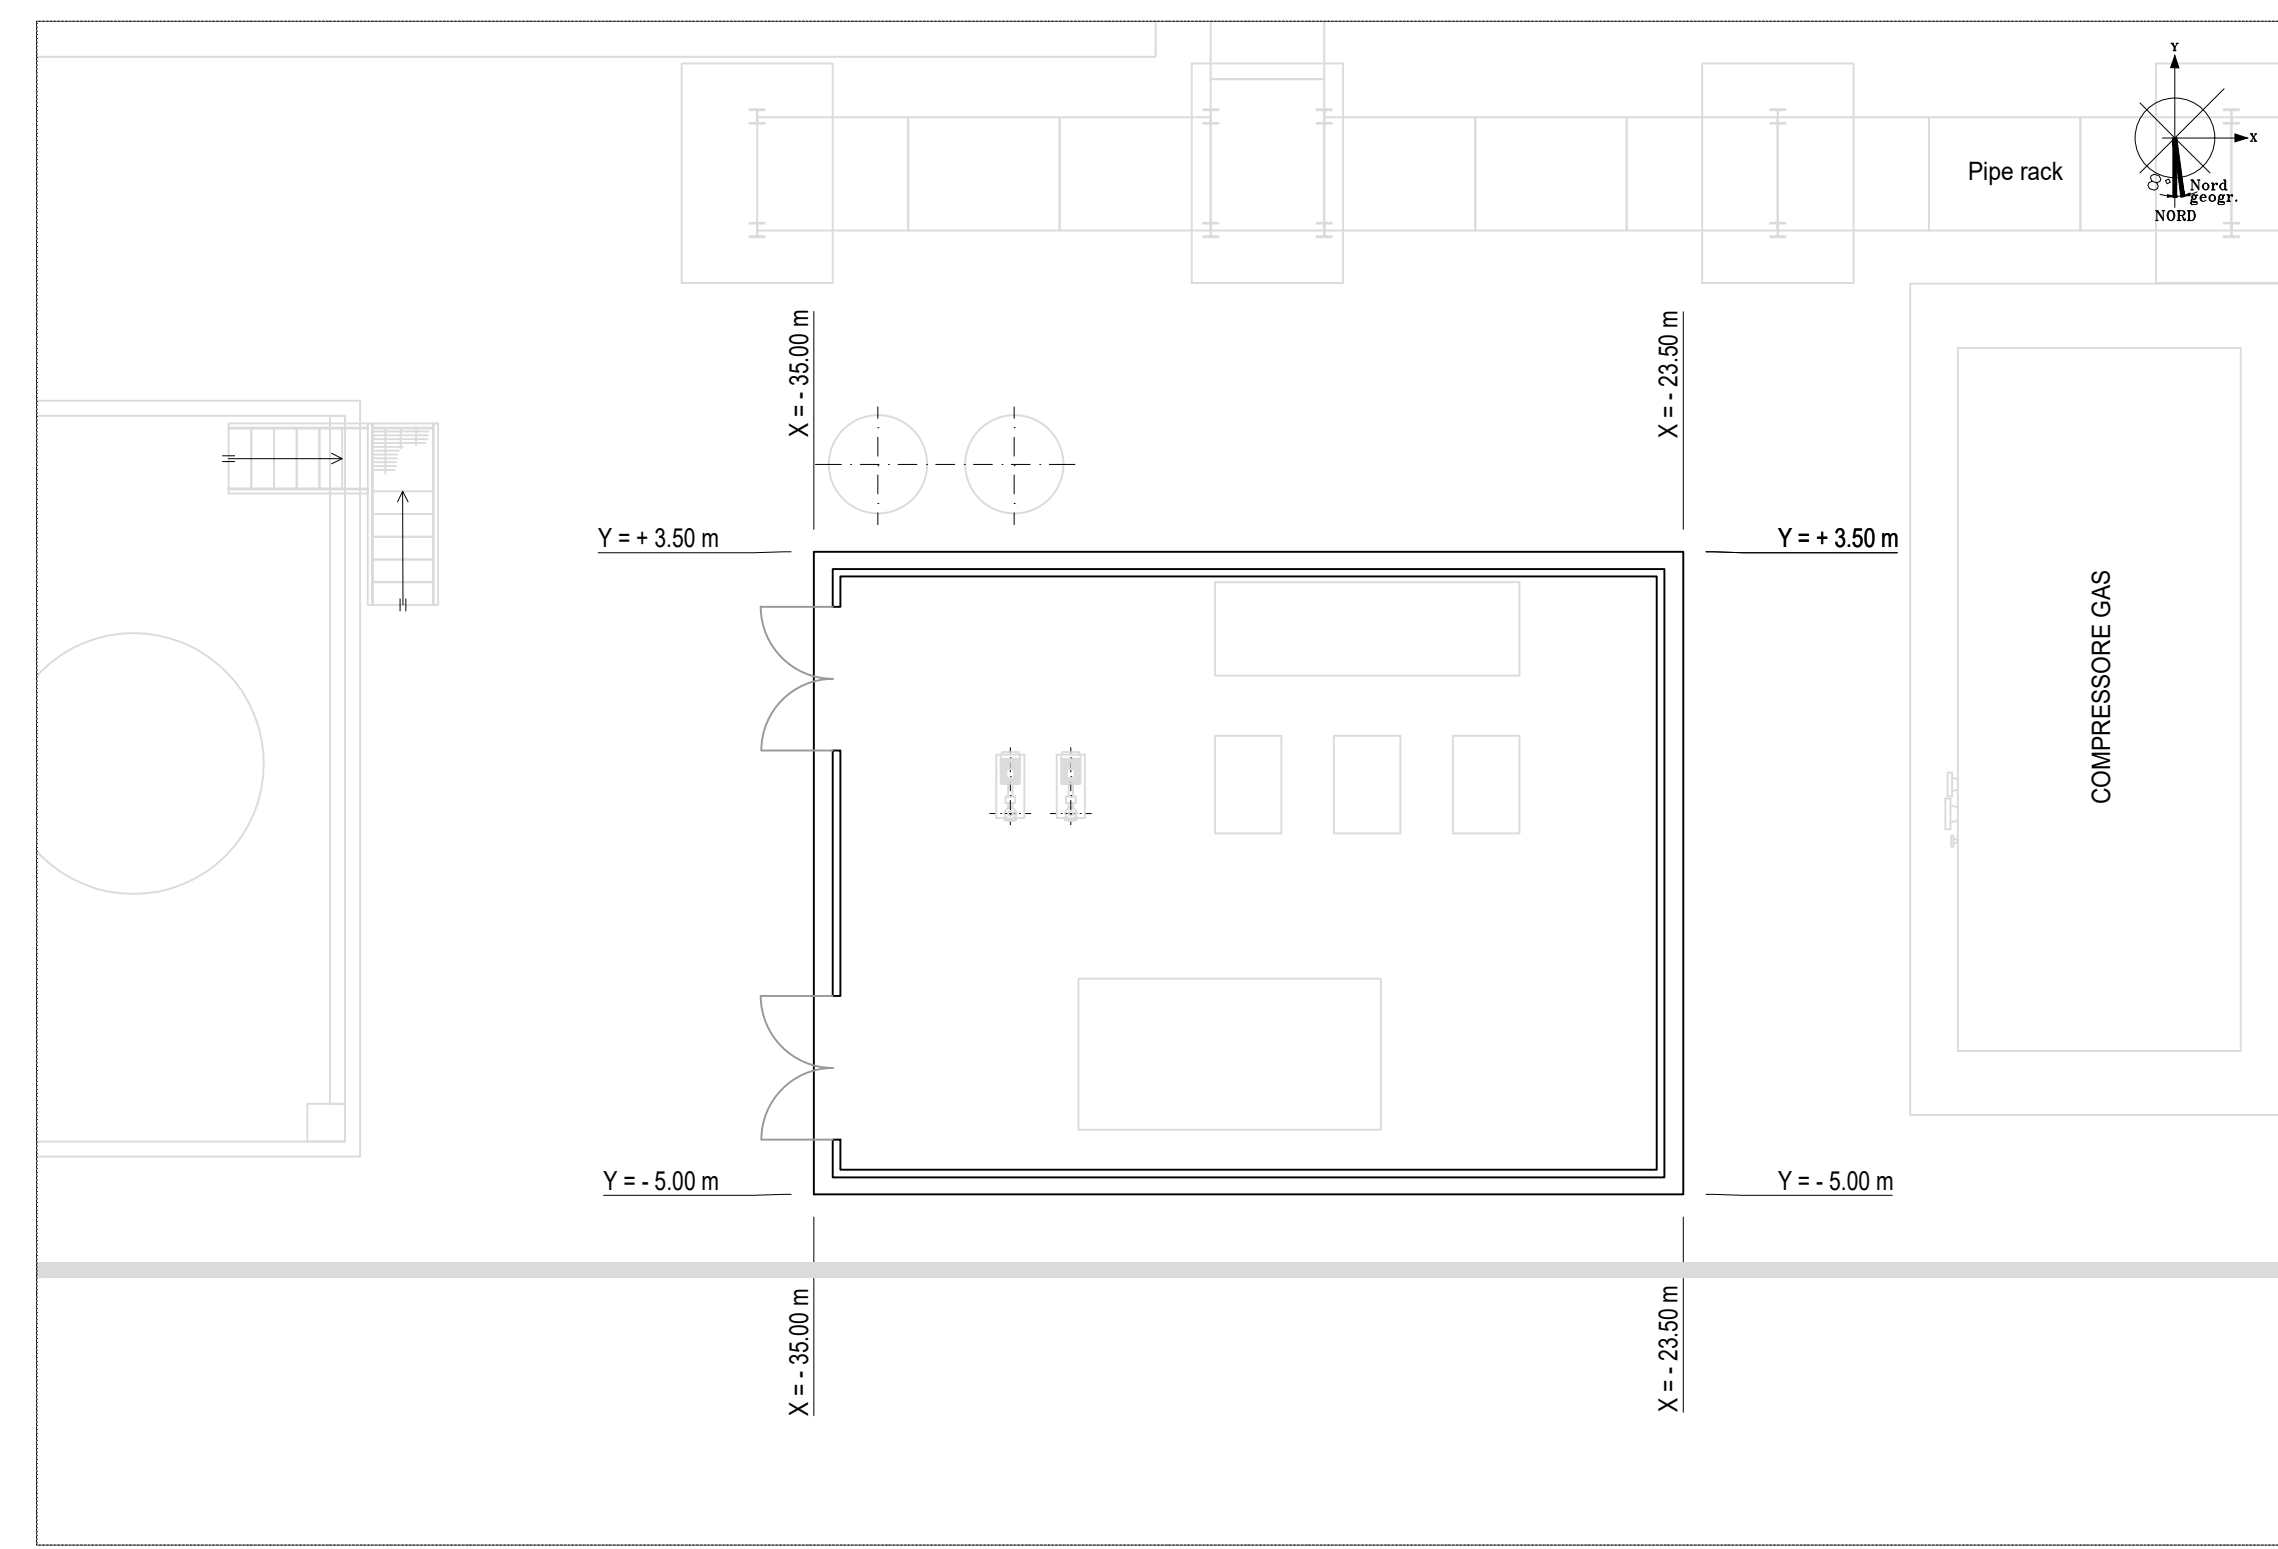 Y
X
Pipe rack
8°
Nord
geogr.
NORD
X = - 35.00 m
X = - 23.50 m
Y = + 3.50 m
Y = + 3.50 m
COMPRESSORE GAS
Y = - 5.00 m
Y = - 5.00 m
X = - 35.00 m
X = - 23.50 m